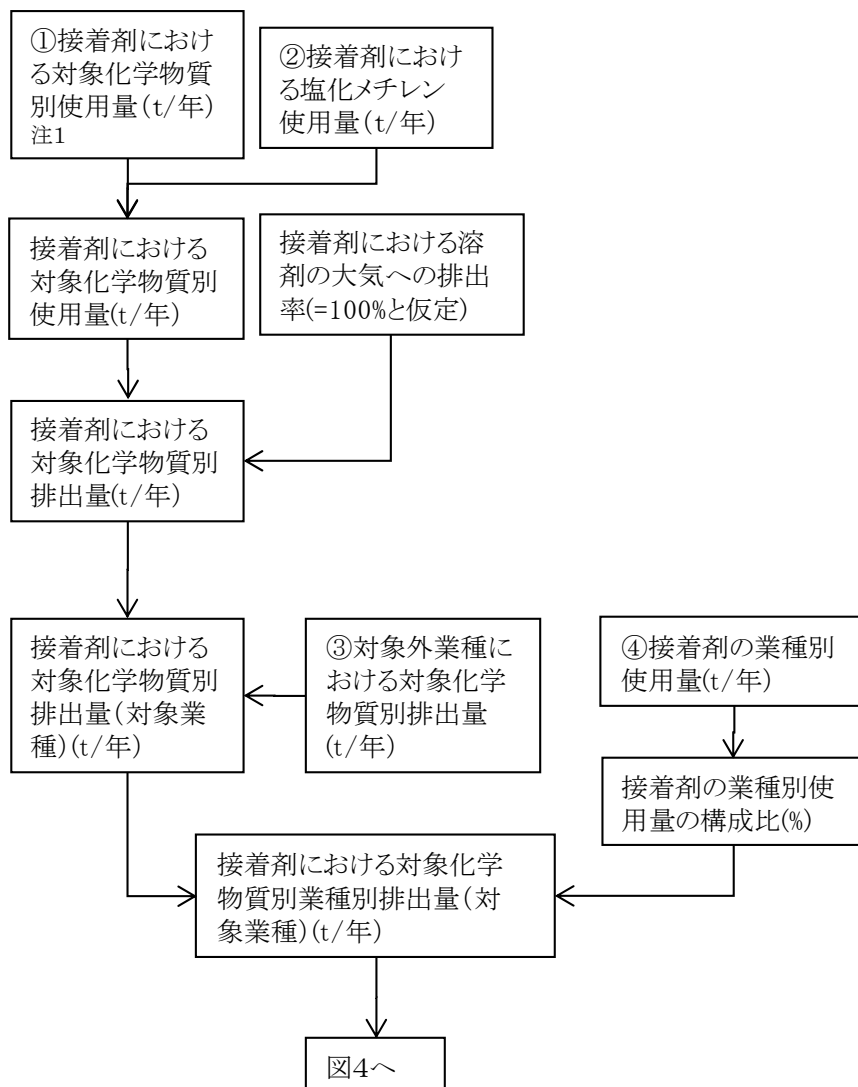 ①接着剤におけ
る対象化学物質
別使用量(t/年)
注1
②接着剤におけ
る塩化メチレン
使用量(t/年)
接着剤における
対象化学物質別
使用量(t/年)
接着剤における溶
剤の大気への排出
率(=100%と仮定)
接着剤における
対象化学物質別
排出量(t/年)
接着剤における
対象化学物質別
排出量(対象業
種)(t/年)
③対象外業種に
おける対象化学
物質別排出量
(t/年)
④接着剤の業種別
使用量(t/年)
接着剤の業種別使
用量の構成比(%)
接着剤における対象化学
物質別業種別排出量(対
象業種)(t/年)
図4へ